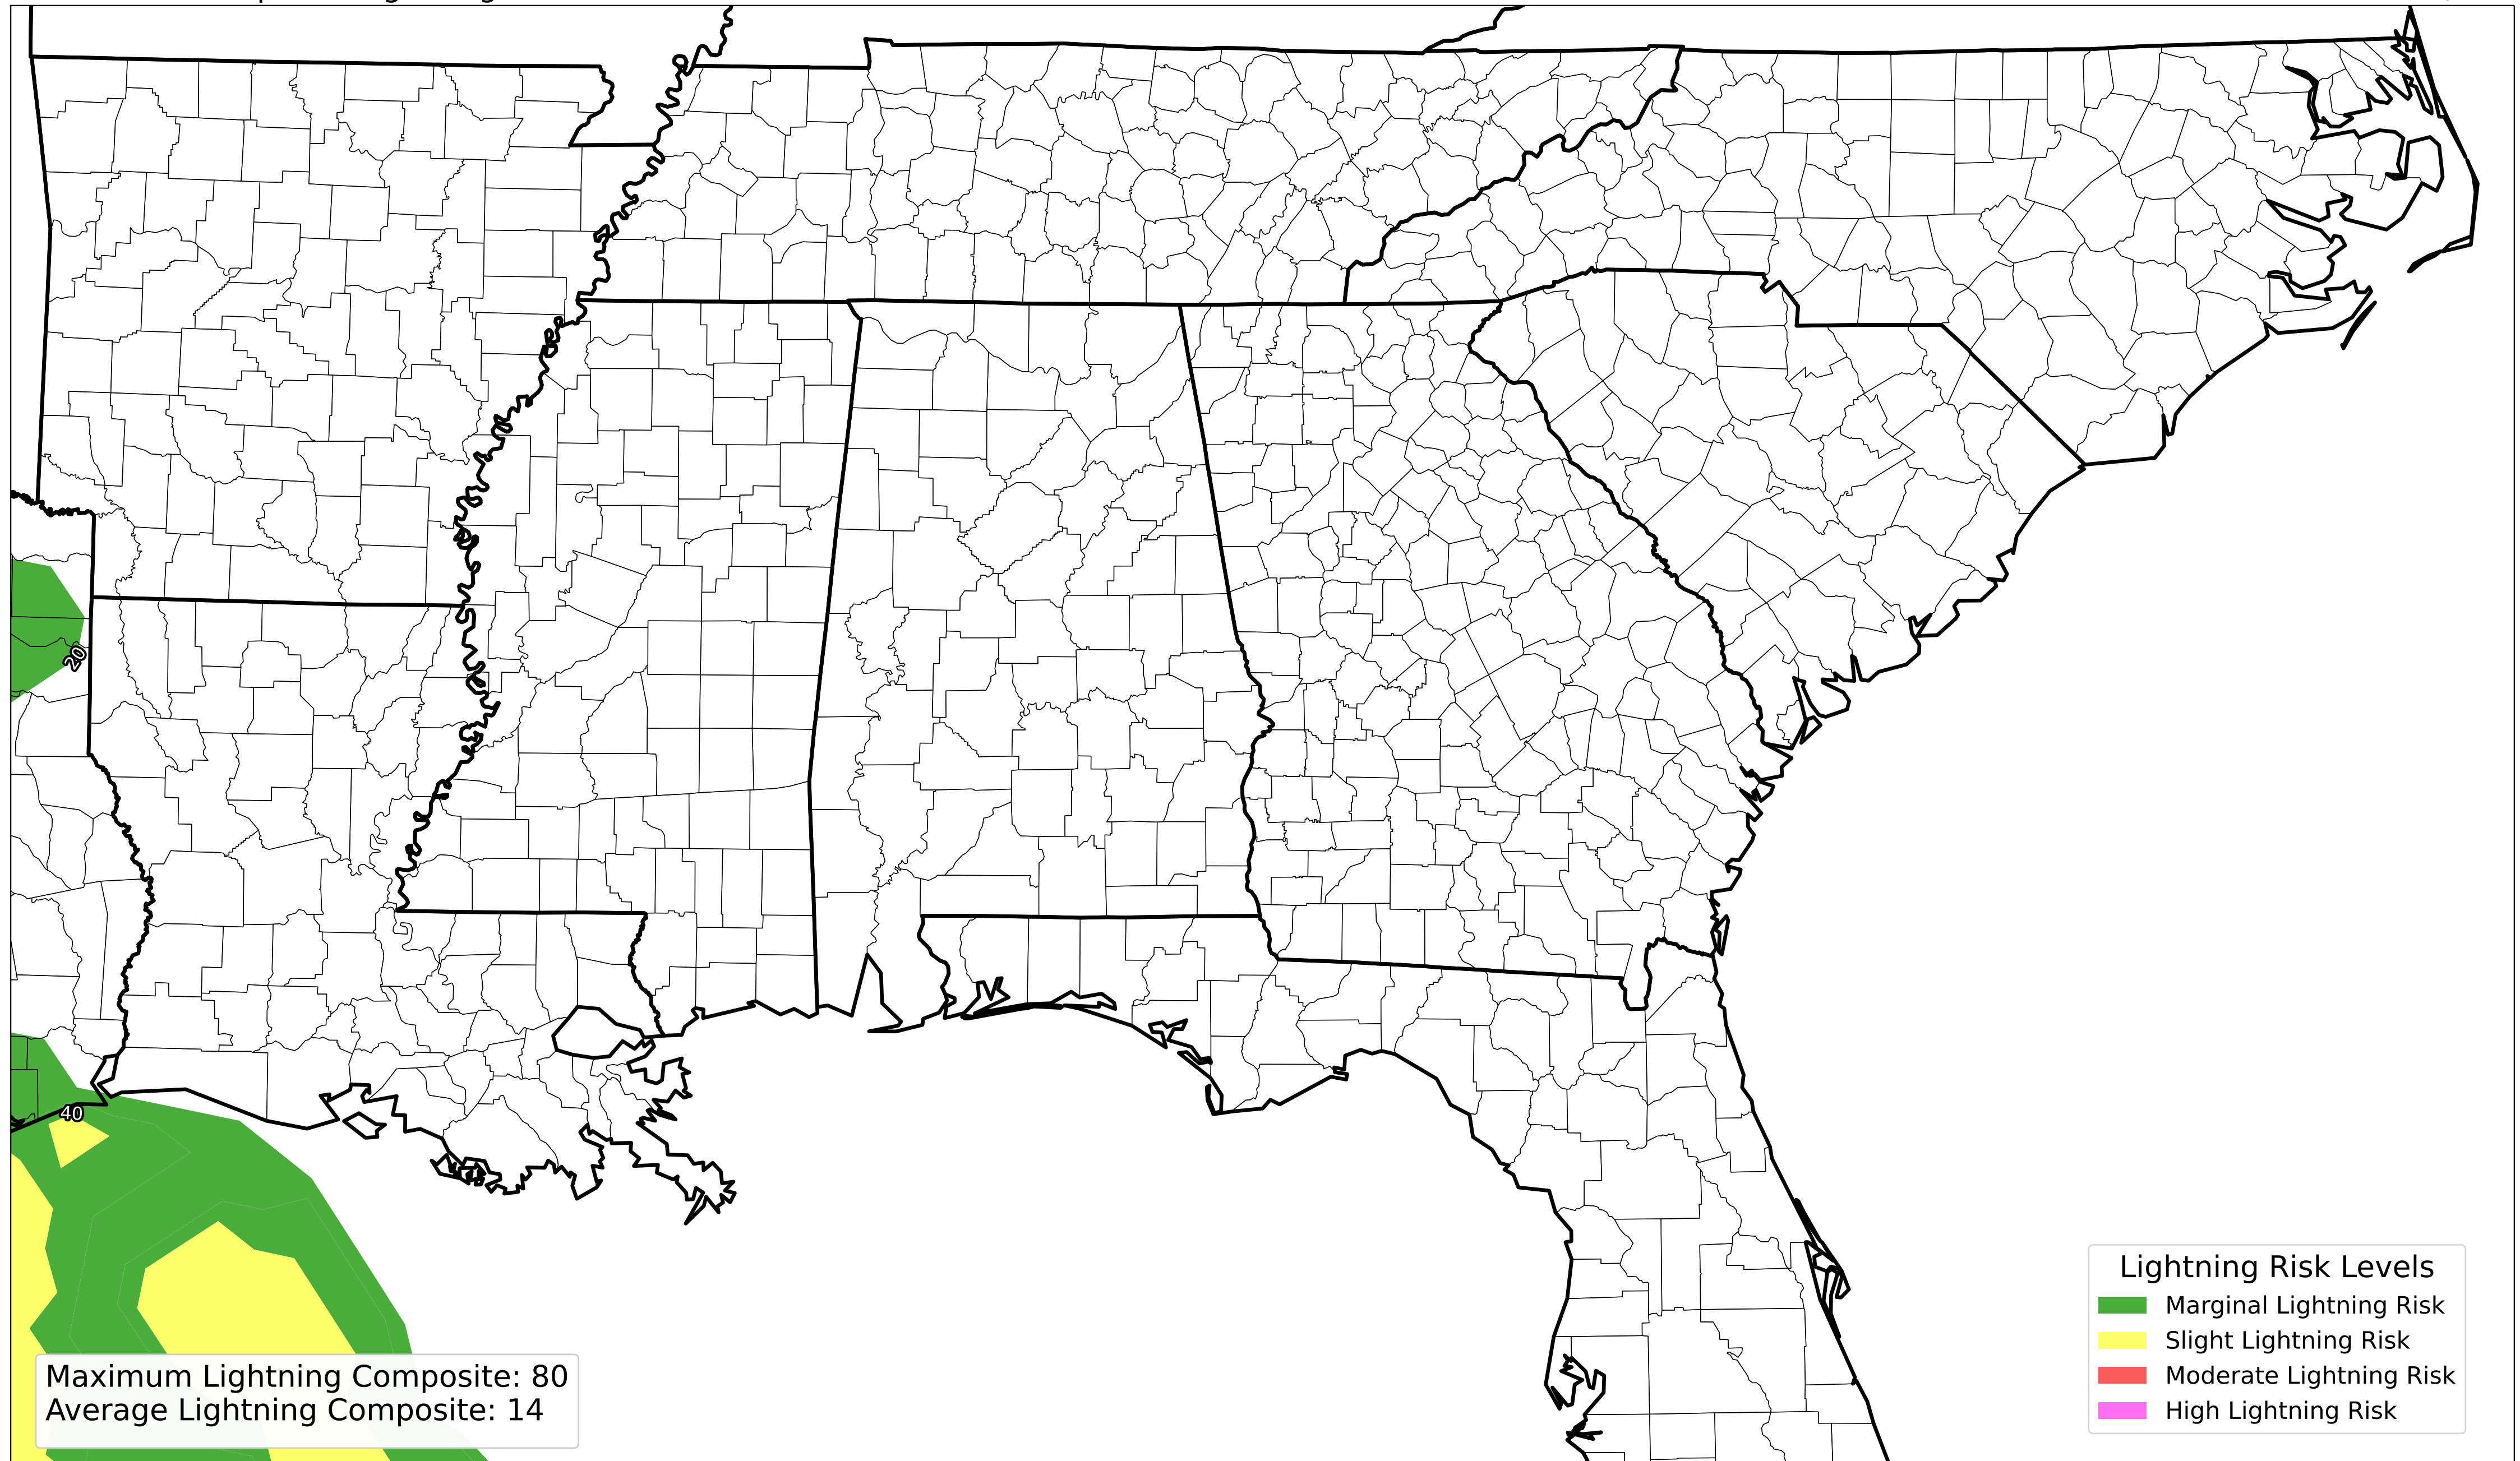 20
40
Lightning Risk Levels
Marginal Lightning Risk
Slight Lightning Risk
Moderate Lightning Risk
High Lightning Risk
Maximum Lightning Composite: 80
Average Lightning Composite: 14